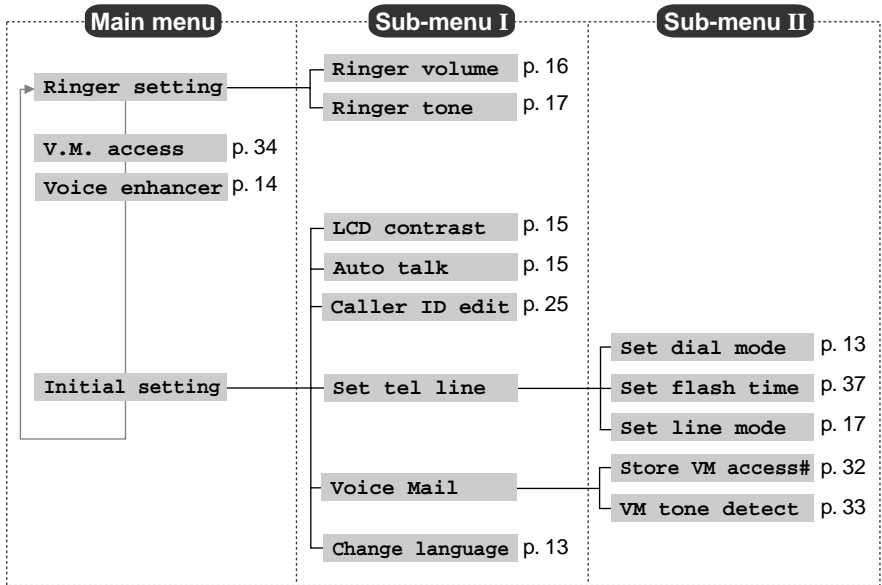 Main menu
Sub-menu I
Sub-menu II
Ringer setting
Ringer volume p. 16
Ringer tone p. 17
V.M. access p. 34
Voice enhancer p. 14
LCD contrast p. 15
Auto talk p. 15
Caller ID edit p. 25
Initial setting
Set tel line
Set dial mode p. 13
Set flash time p. 37
Set line mode p. 17
Voice Mail
Store VM access# p. 32
VM tone detect p. 33
Change language p. 13